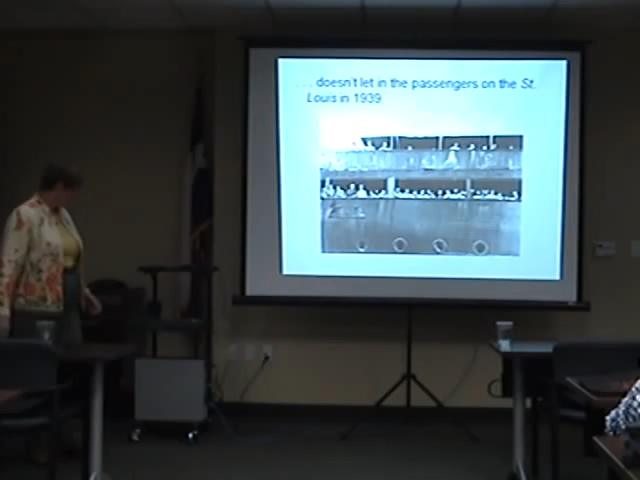 . . . doesn't let in the passengers on the St.
Louis in 1939.